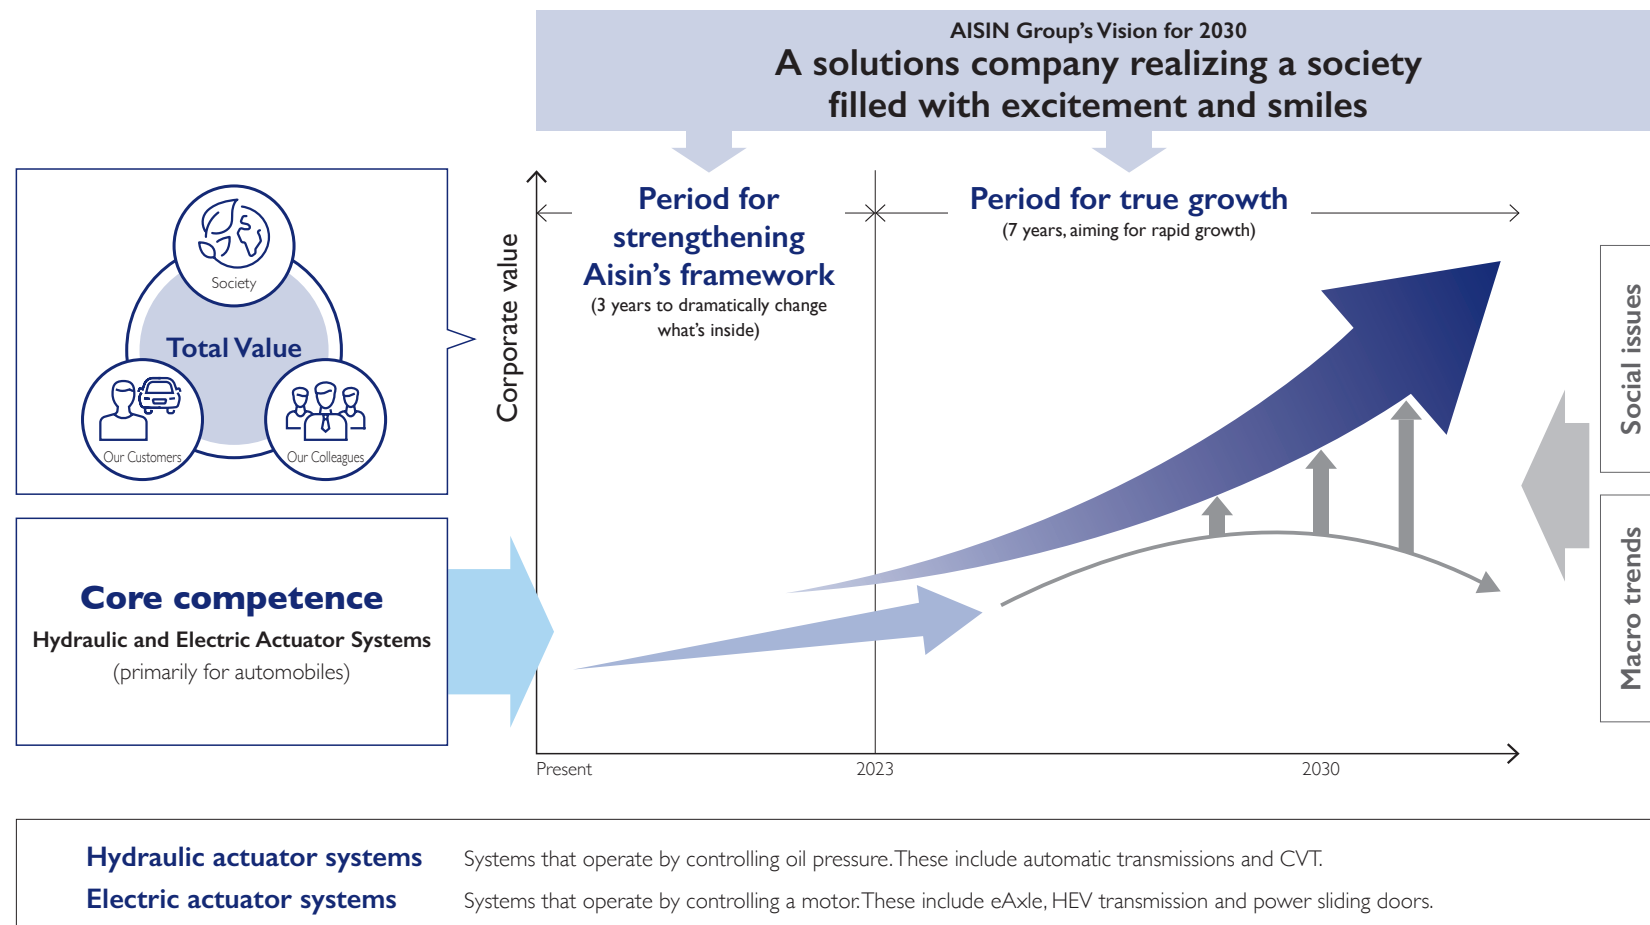 AISIN Group's Vision for 2030
A solutions company realizing a society
filled with excitement and smiles
Society
Total Value
Our Customers
Our Colleagues
Core competence
Hydraulic and Electric Actuator Systems
(primarily for automobiles)
Corporate value
Period for
strengthening
Aisin's framework
(3 years to dramatically change
what's inside)
Period for true growth
(7 years, aiming for rapid growth)
Present
2023
2030
Social issues
Macro trends
Hydraulic actuator systems
Systems that operate by controlling oil pressure. These include automatic transmissions and CVT.
Electric actuator systems
Systems that operate by controlling a motor. These include eAxle, HEV transmission and power sliding doors.